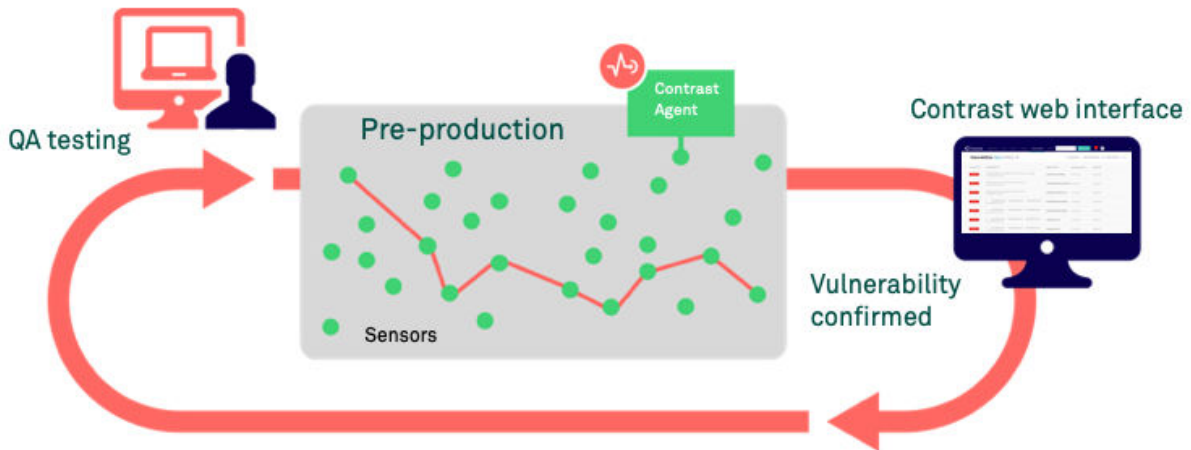 QA testing
Pre-production
Contrast
Agent
Contrast web interface
Sensors
Vulnerability
confirmed